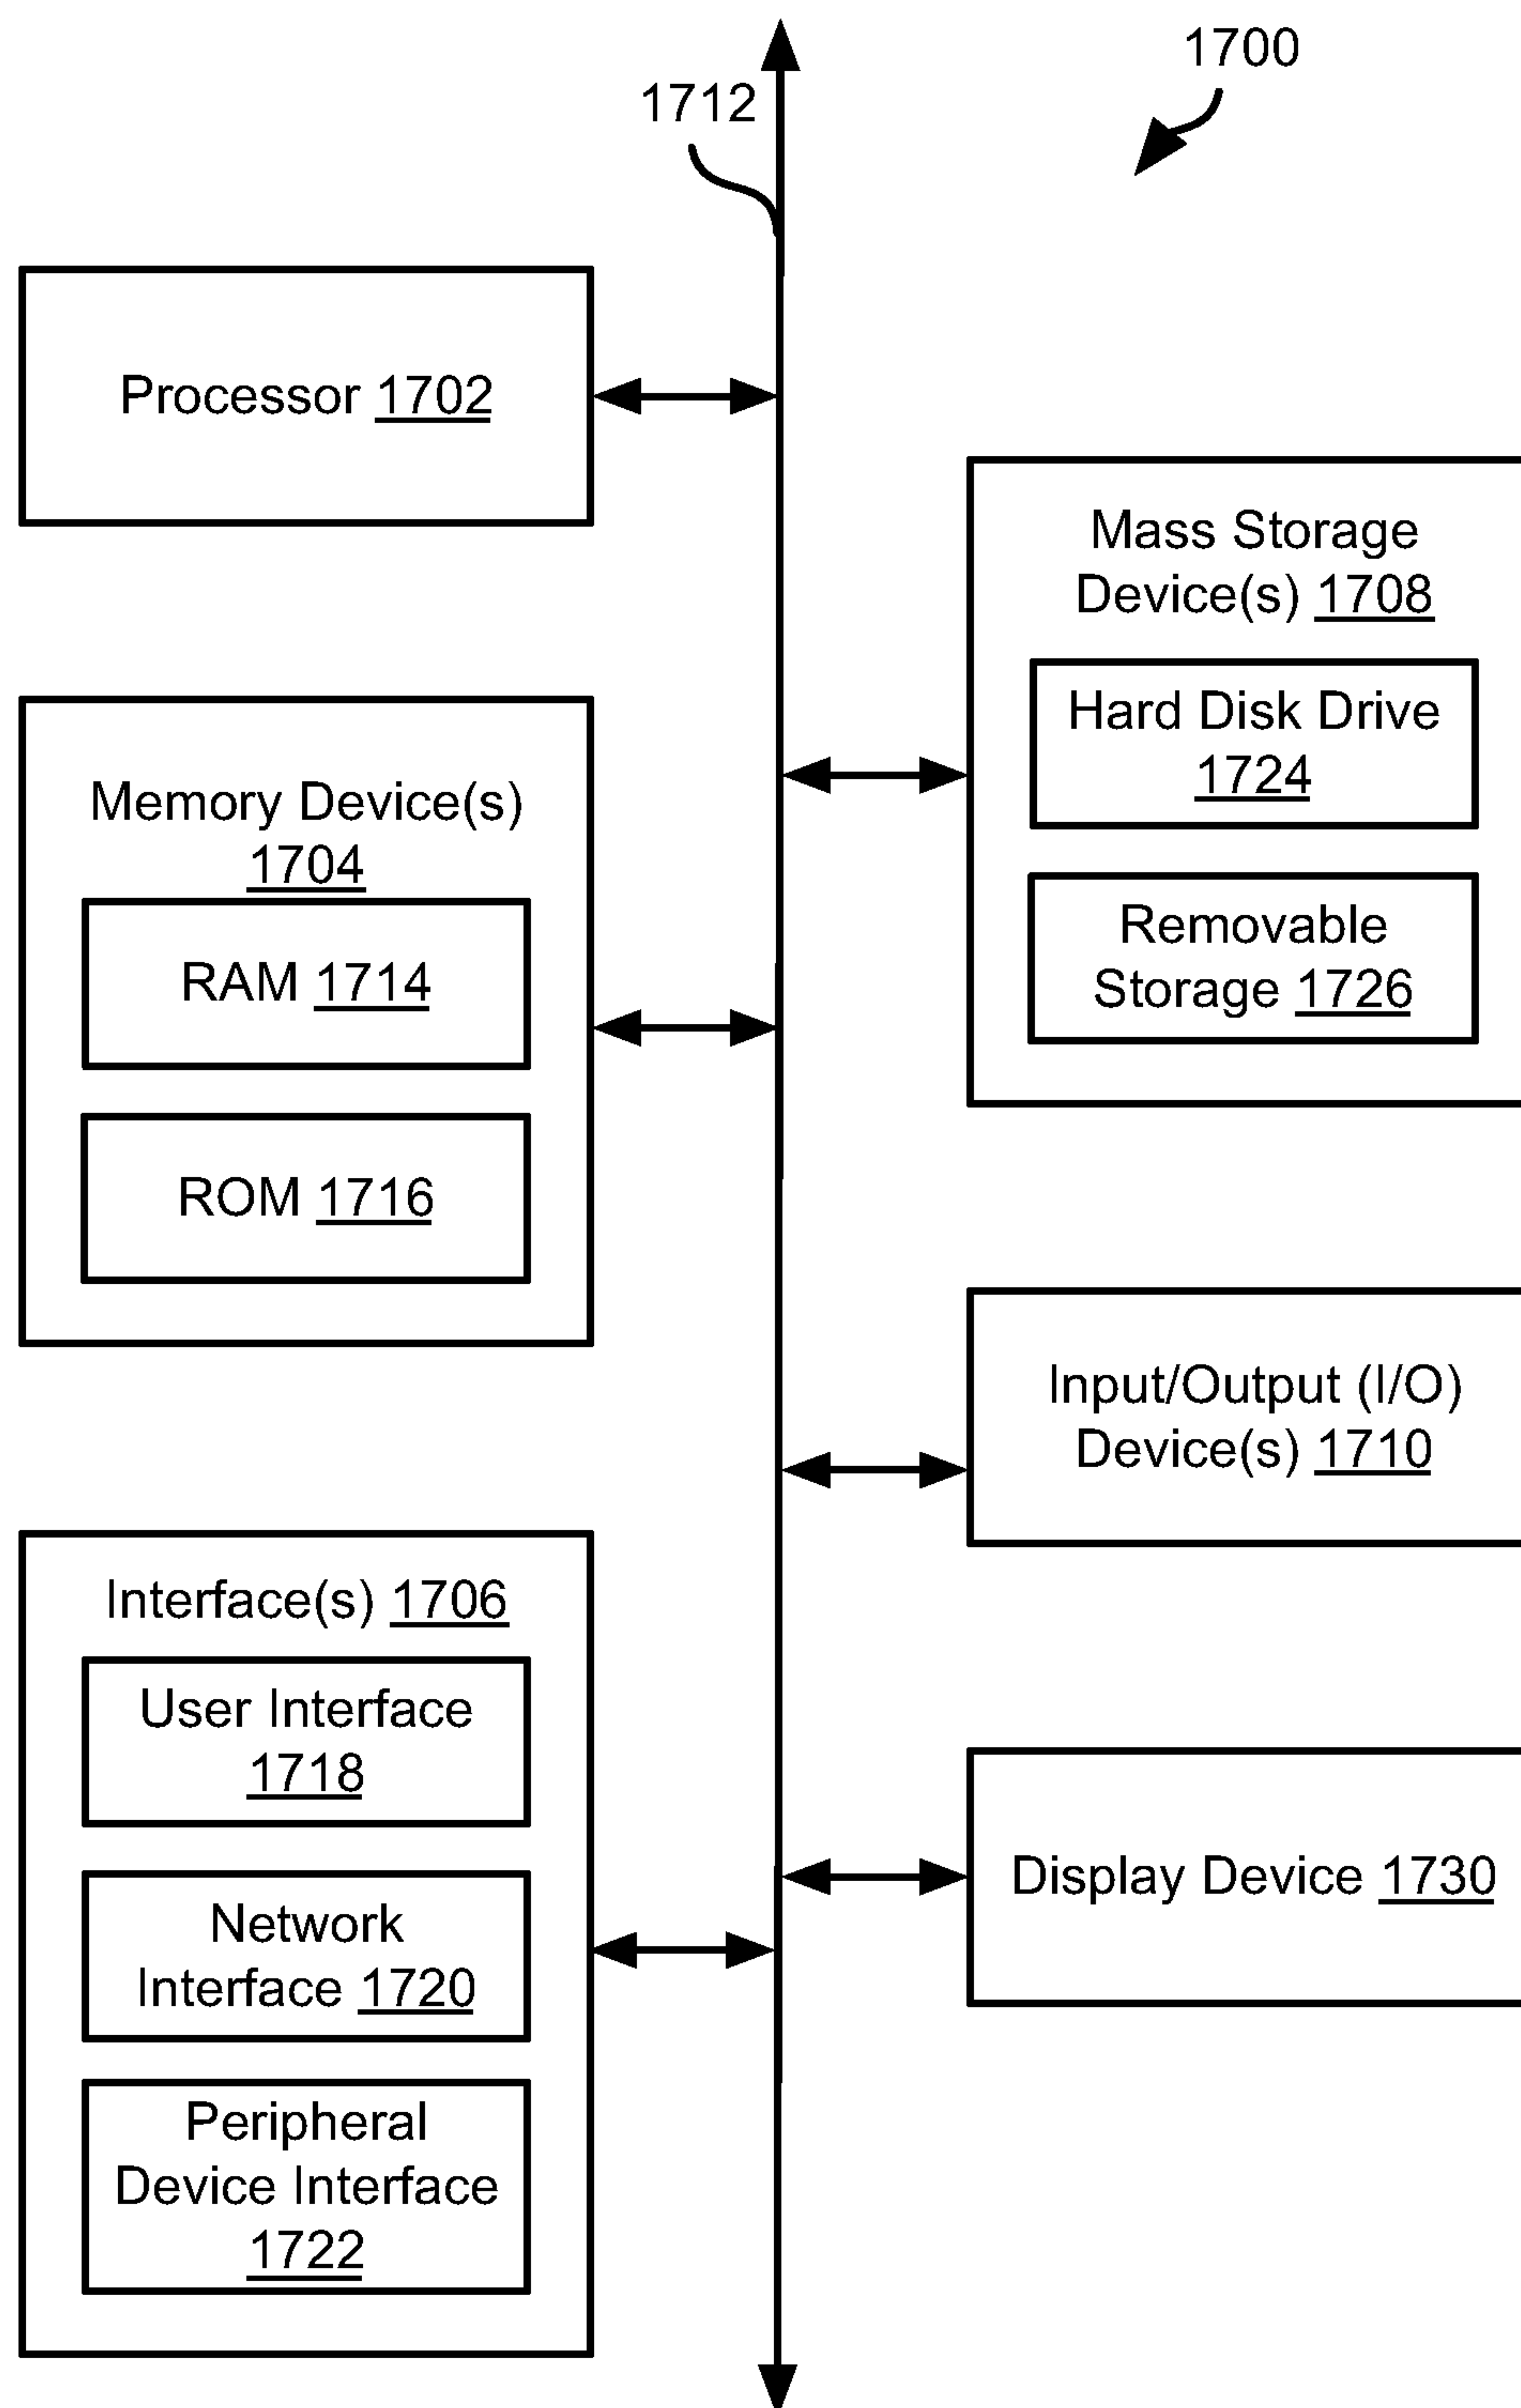 1700
1712
Processor 1702
Memory Device(s)
1704
RAM 1714
ROM 1716
Interface(s) 1706
User Interface
1718
Network
Interface 1720
Peripheral
Device Interface
1722
Mass Storage
Device(s) 1708
Hard Disk Drive
1724
Removable
Storage 1726
Input/Output (I/O)
Device(s) 1710
Display Device 1730